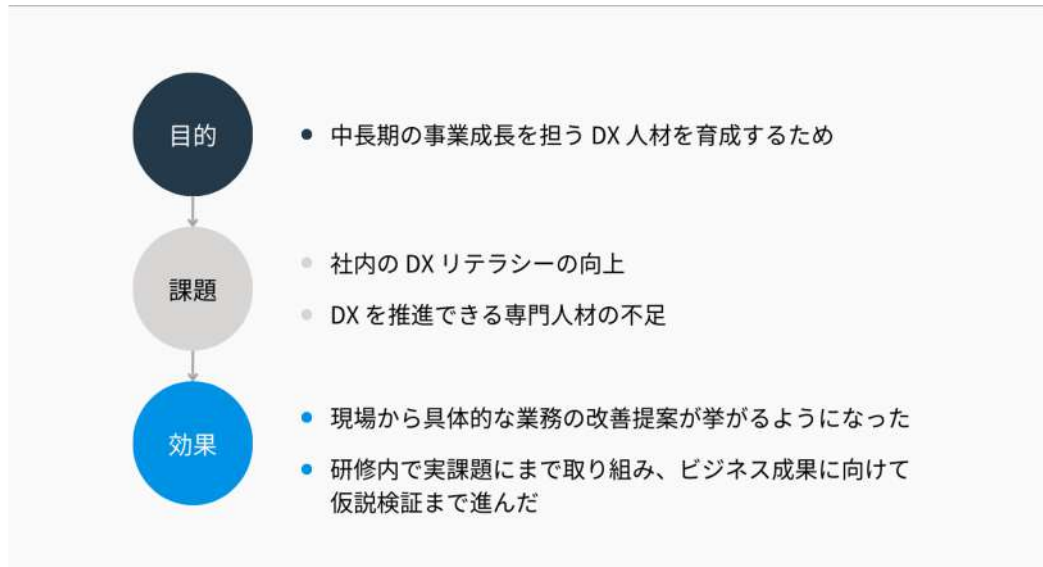 目的
中長期の事業成長を担う DX 人材を育成するため
課題
社内の DX リテラシーの向上
DX を推進できる専門人材の不足
効果
現場から具体的な業務の改善提案が挙がるようになった
研修内で実課題にまで取り組み、ビジネス成果に向けて
仮説検証まで進んだ